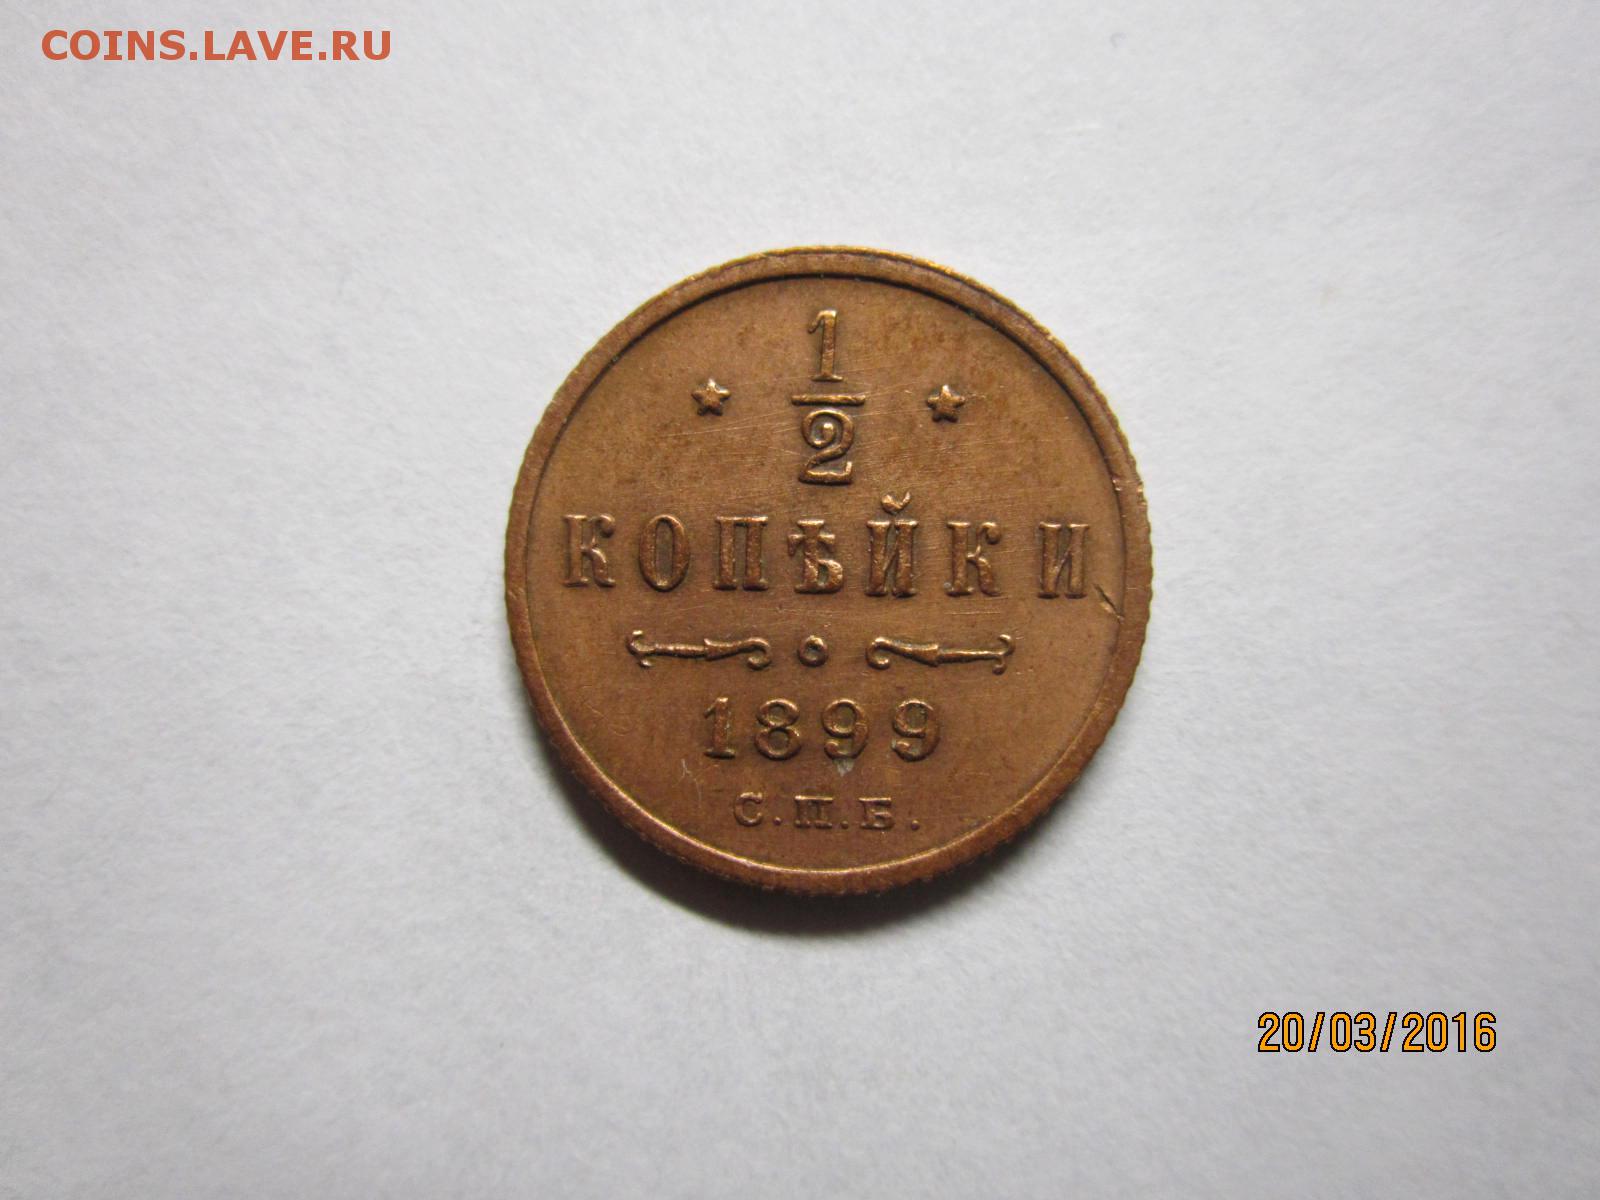 COINS.LAVE.RU
1
2
КОПѢЙКИ
1899
С.П.Б.
20/03/2016